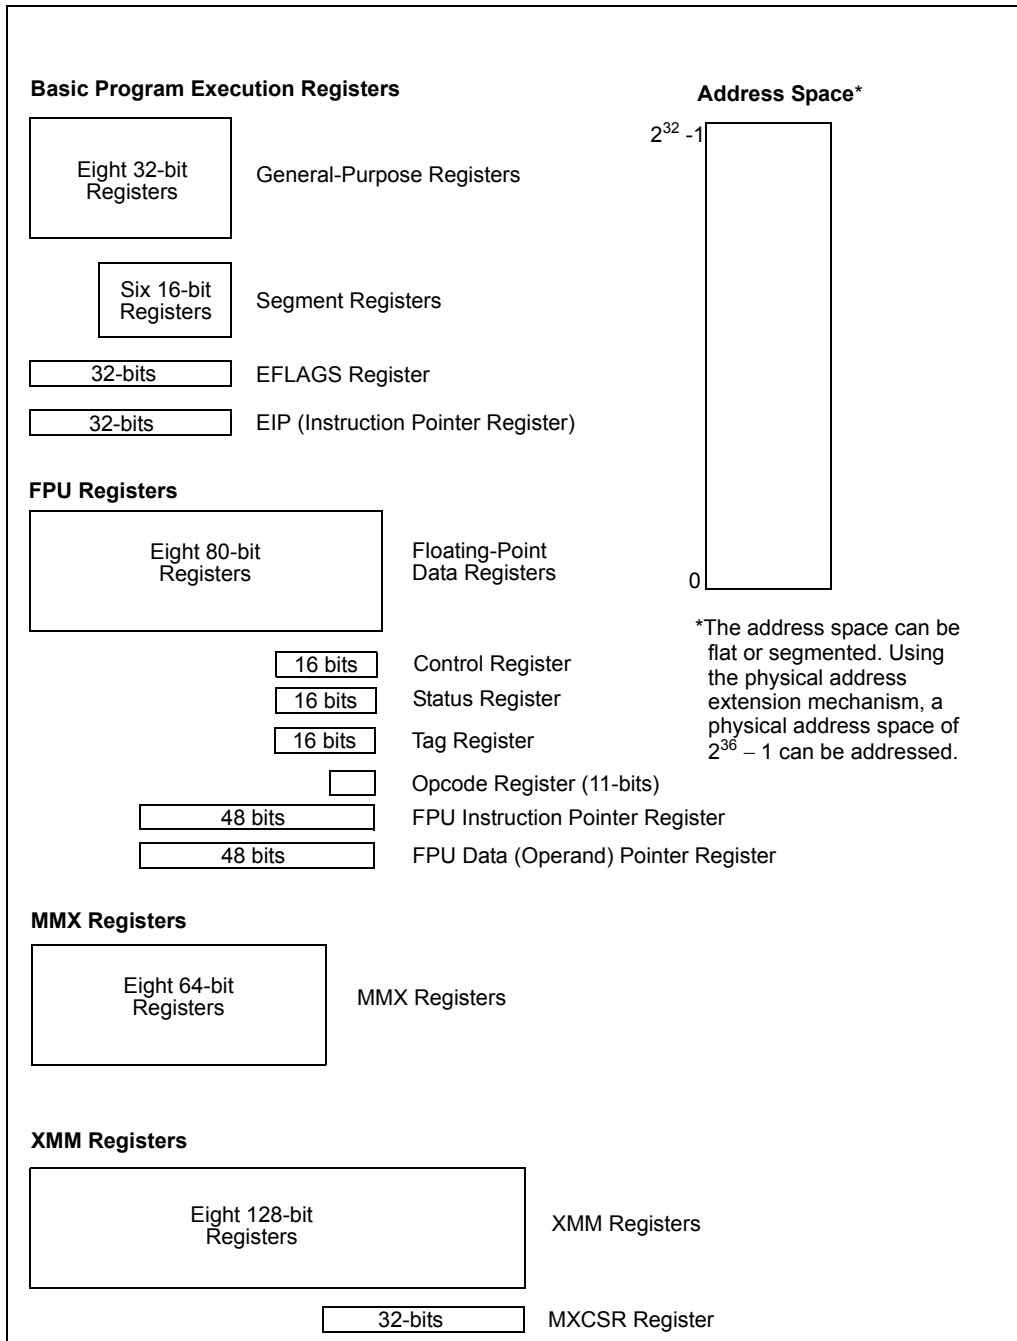 Basic Program Execution Registers
Eight 32-bit
Registers
General-Purpose Registers
Six 16-bit
Registers
Segment Registers
32-bits
EFLAGS Register
32-bits
EIP (Instruction Pointer Register)
Address Space*
2^32 -1
0
*The address space can be
flat or segmented. Using
the physical address
extension mechanism, a
physical address space of
2^36 – 1 can be addressed.
FPU Registers
Eight 80-bit
Registers
Floating-Point
Data Registers
16 bits
Control Register
16 bits
Status Register
16 bits
Tag Register
Opcode Register (11-bits)
48 bits
FPU Instruction Pointer Register
48 bits
FPU Data (Operand) Pointer Register
MMX Registers
Eight 64-bit
Registers
MMX Registers
XMM Registers
Eight 128-bit
Registers
XMM Registers
32-bits
MXCSR Register